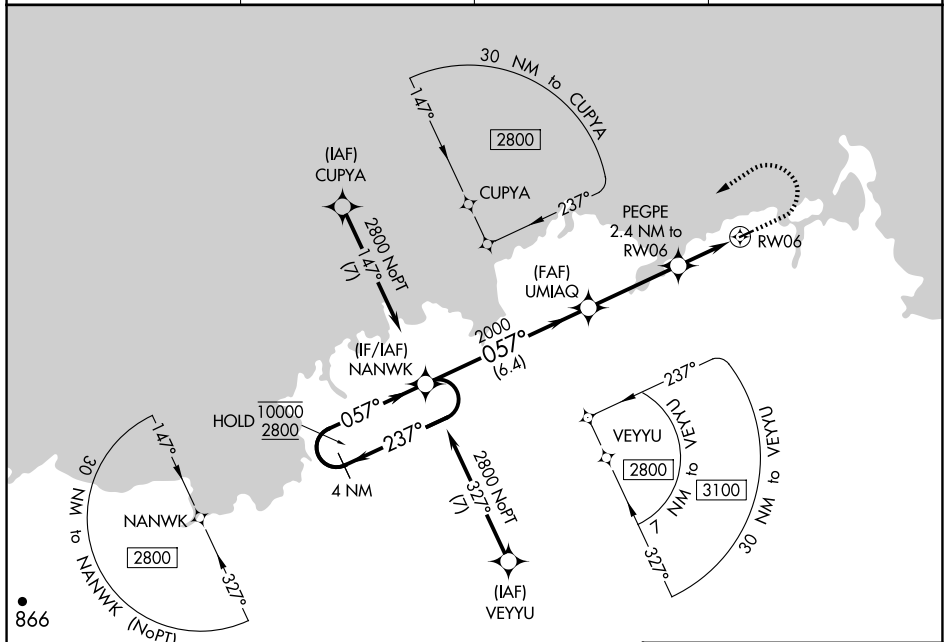 30 NM to CUPYA
147°
2800
CUPYA
237°
(IAF)
CUPYA
2800 NoPT
147°
(7)
PEGPE
2.4 NM to
RW06
RW06
(FAF)
UMIAQ
2000
057°
(6.4)
(IF/IAF)
NANWK
HOLD
10000
2800
057°
237°
4 NM
2800 NoPT
327°
(7)
(IAF)
VEYYU
147°
30 NM to NANWK (NoPT)
NANWK
2800
327°
237°
VEYYU
2800
7 NM to VEYYU
3100
30 NM to VEYYU
327°
866